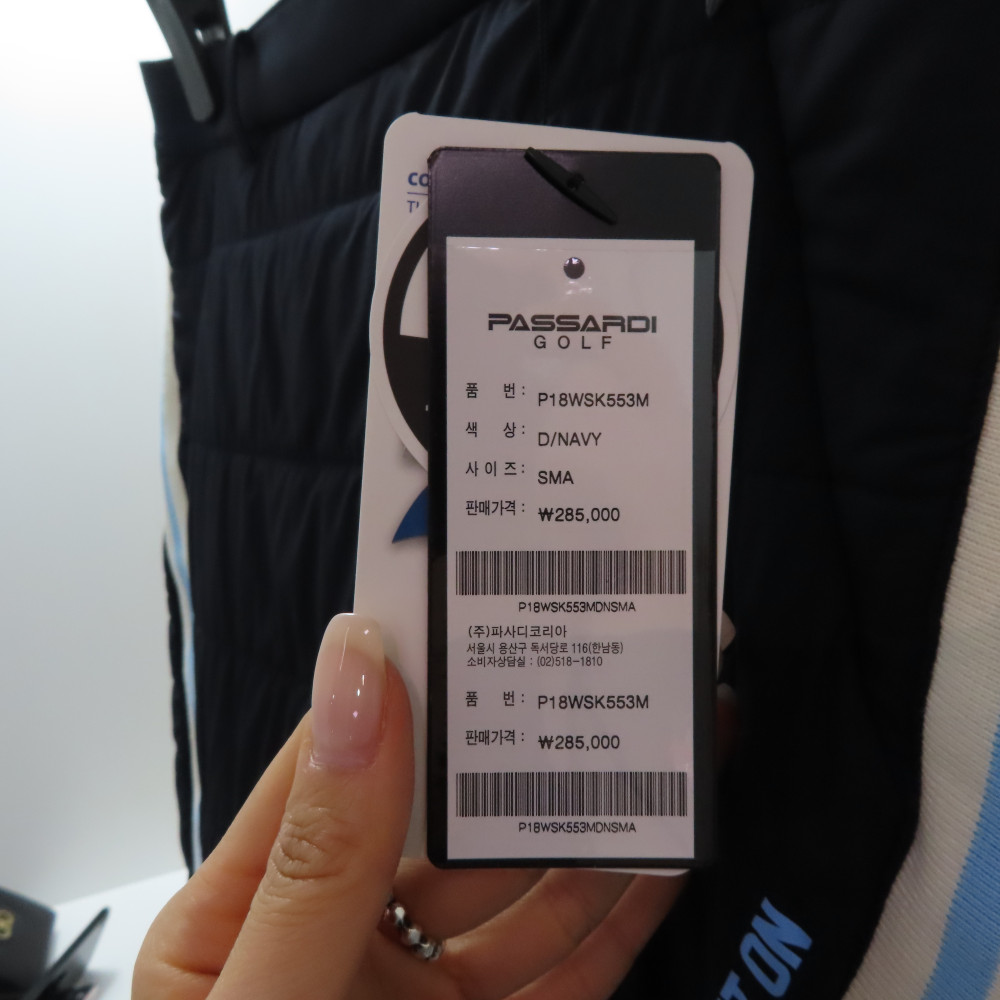 PASSARDI
GOLF
품 번 : P18WSK553M
색 상 : D/NAVY
사 이 즈 : SMA
판매가격 : ₩285,000
P18WSK553MDNSMA
(주)파사디코리아
서울시 용산구 독서당로 116(한남동)
소비자상담실 : (02)518-1810
품 번 : P18WSK553M
판매가격 : ₩285,000
P18WSK553MDNSMA
ON